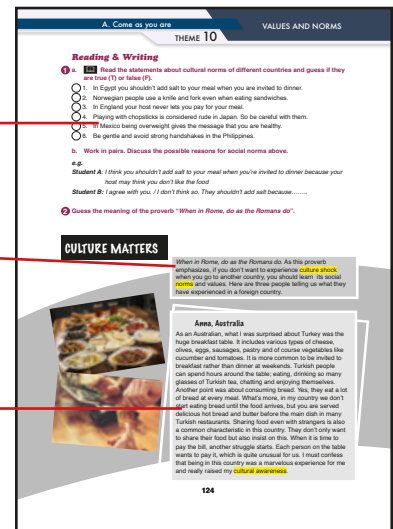 A. Come as you are
VALUES AND NORMS
THEME 10
Reading & Writing
1 a. Read the statements about cultural norms of different countries and guess if they
are true (T) or false (F).
1. In Egypt you shouldn't add salt to your meal when you are invited to dinner.
2. Norwegian people use a knife and fork even when eating sandwiches.
3. In England your host never lets you pay for your meal.
4. Playing with chopsticks is considered rude in Japan. So be careful with them.
5. In Mexico being overweight gives the message that you are healthy.
6. Be gentle and avoid strong handshakes in the Philippines.
b. Work in pairs. Discuss the possible reasons for social norms above.
e.g.
Student A: I think you shouldn't add salt to your meal when you're invited to dinner because your
host may think you don't like the food
Student B: I agree with you. / I don't think so. They shouldn't add salt because........
2 Guess the meaning of the proverb "When in Rome, do as the Romans do".
CULTURE MATTERS
When in Rome, do as the Romans do. As this proverb
emphasizes, if you don't want to experience culture shock
when you go to another country, you should learn its social
norms and values. Here are three people telling us what they
have experienced in a foreign country.
Anna, Australia
As an Australian, what I was surprised about Turkey was the
huge breakfast table. It includes various types of cheese,
olives, eggs, sausages, pastry and of course vegetables like
cucumber and tomatoes. It is more common to be invited to
breakfast rather than dinner at weekends. Turkish people
can spend hours around the table; eating, drinking so many
glasses of Turkish tea, chatting and enjoying themselves.
Another point was about consuming bread. Yes, they eat a lot
of bread at every meal. What's more, in my country we don't
start eating bread until the food arrives, but you are served
delicious hot bread and butter before the main dish in many
Turkish restaurants. Sharing food even with strangers is also
a common characteristic in this country. They don't only want
to share their food but also insist on this. When it is time to
pay the bill, another struggle starts. Each person on the table
wants to pay it, which is quite unusual for us. I must confess
that being in this country was a marvelous experience for me
and really raised my cultural awareness.
124